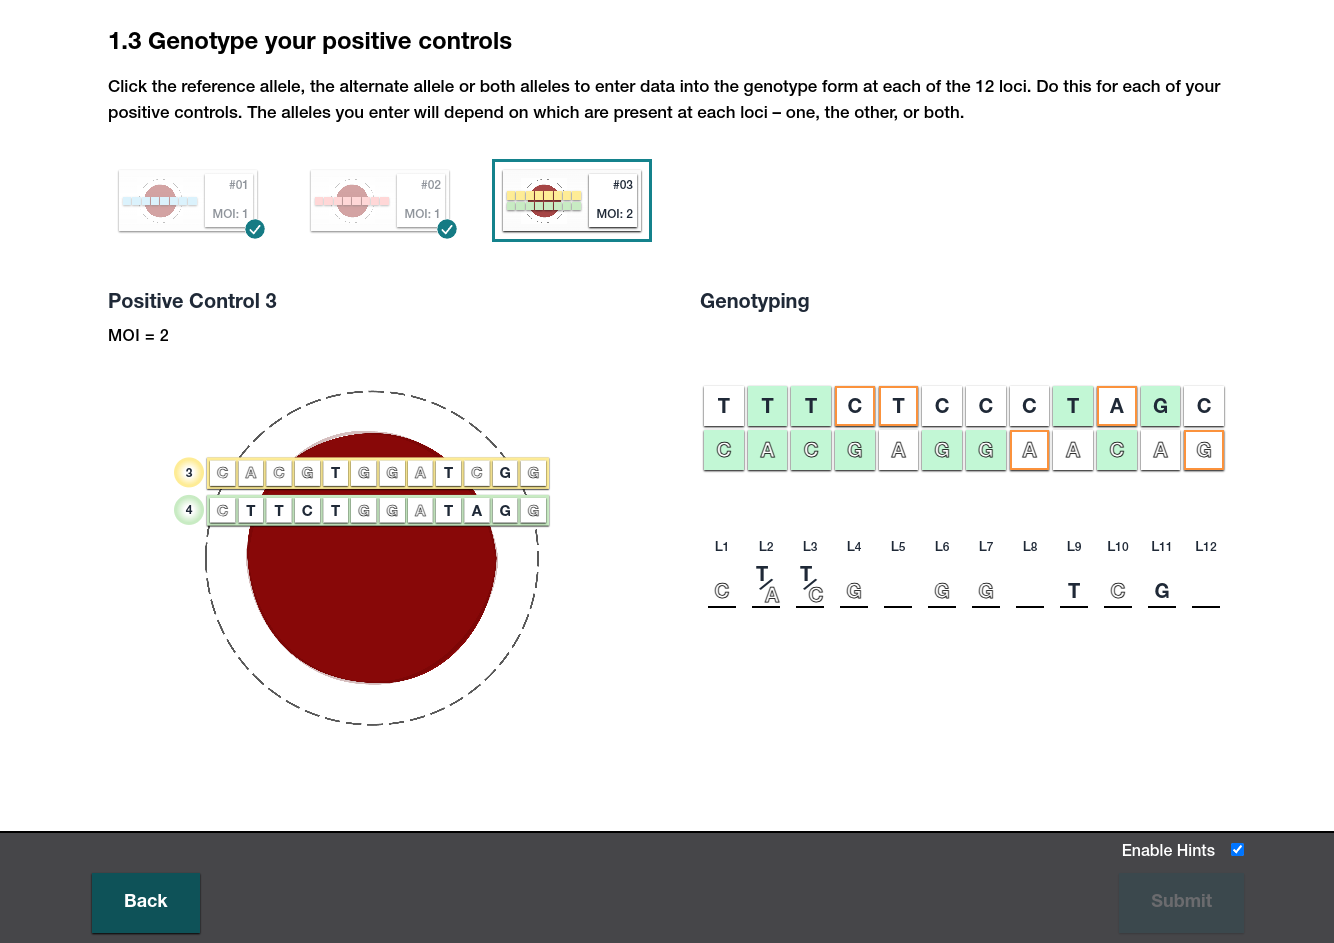 1.3 Genotype your positive controls
Click the reference allele, the alternate allele or both alleles to enter data into the genotype form at each of the 12 loci. Do this for each of your
positive controls. The alleles you enter will depend on which are present at each loci – one, the other, or both.
#01
MOI: 1
#02
MOI: 1
#03
MOI: 2
Positive Control 3
MOI = 2
3 C A C G T G G A T C G G
4 C T T C T G G A T A G G
Genotyping
T T T C T C C C T A G C
C A C G A G G A A C A G
L1 L2 L3 L4 L5 L6 L7 L8 L9 L10 L11 L12
C T/A T/C G G G T C G
Enable Hints
Back
Submit